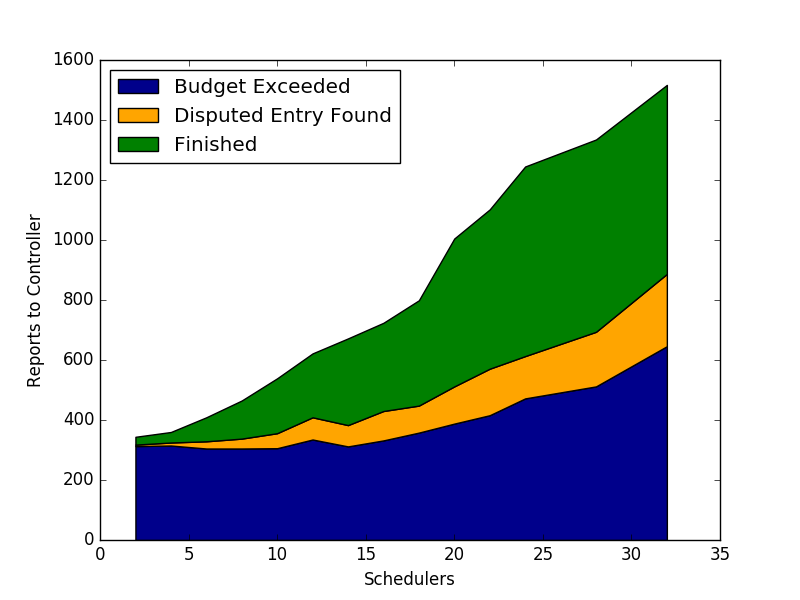 Budget Exceeded
Disputed Entry Found
Finished
1600
1400
1200
1000
800
600
400
200
0
Reports to Controller
0 5 10 15 20 25 30 35
Schedulers